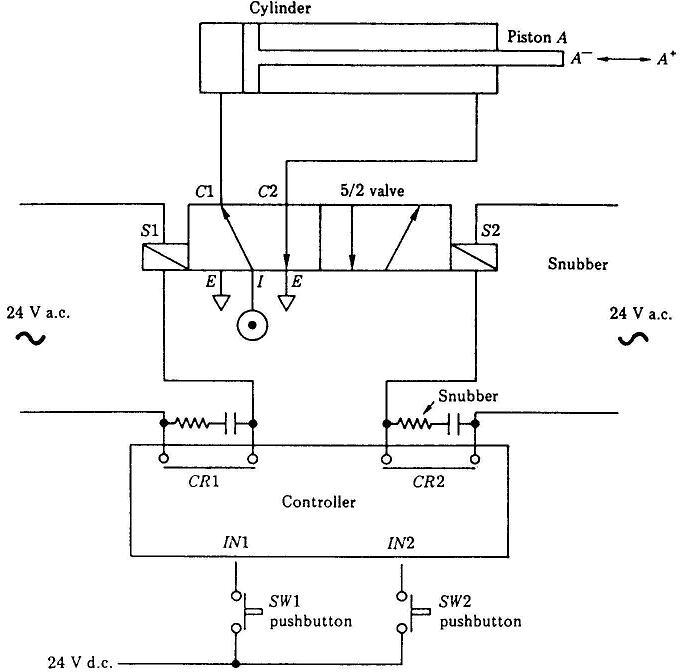 Cylinder
Piston A
A⁻ A⁺
C1 C2 5/2 valve
S1 S2
Snubber
E I E
24 V a.c. 24 V a.c.
Snubber
CR1 CR2
Controller
IN1 IN2
SW1 SW2
pushbutton pushbutton
24 V d.c.